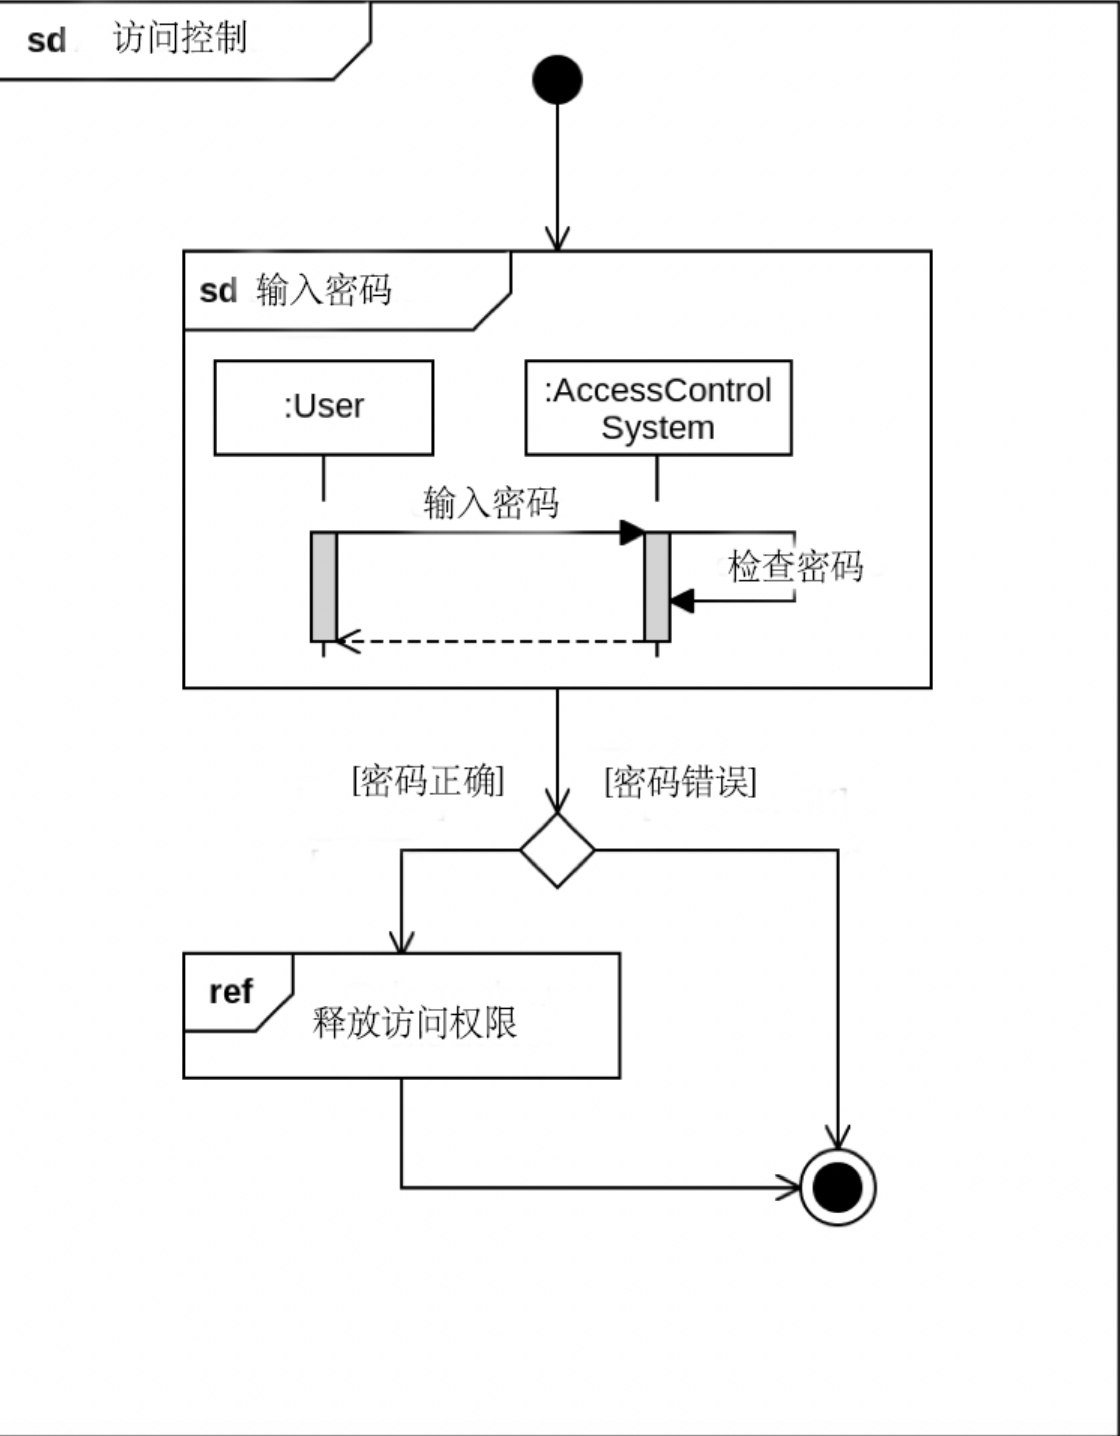 sd 访问控制
sd 输入密码
:User
:AccessControl
System
输入密码
检查密码
[密码正确]
[密码错误]
ref
释放访问权限